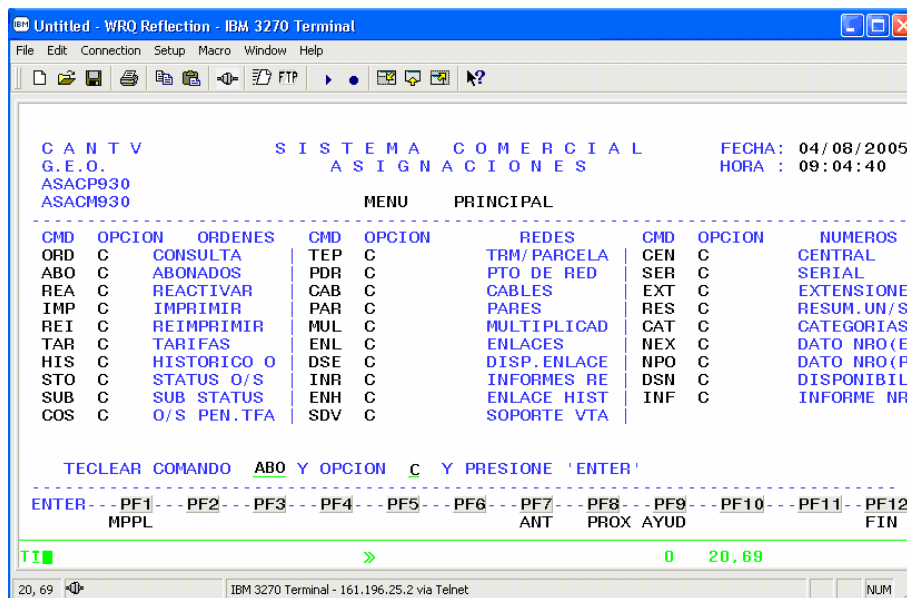 Untitled - WRQ Reflection - IBM 3270 Terminal
File Edit Connection Setup Macro Window Help
FTP
C A N T V S I S T E M A C O M E R C I A L FECHA: 04/08/2005
G.E.O. A S I G N A C I O N E S HORA : 09:04:40
ASACP930
ASACM930 MENU PRINCIPAL
CMD OPCION ORDENES CMD OPCION REDES CMD OPCION NUMEROS
ORD C CONSULTA | TEP C TRM/PARCELA | CEN C CENTRAL
ABO C ABONADOS | PDR C PTO DE RED | SER C SERIAL
REA C REACTIVAR | CAB C CABLES | EXT C EXTENSIONE
IMP C IMPRIMIR | PAR C PARES | RES C RESUM.UN/S
REI C REIMPRIMIR | MUL C MULTIPLICAD | CAT C CATEGORIAS
TAR C TARIFAS | ENL C ENLACES | NEX C DATO NRO(E
HIS C HISTORICO O | DSE C DISP.ENLACE | NPO C DATO NRO(P
STO C STATUS O/S | INR C INFORMES RE | DSN C DISPONIBIL
SUB C SUB STATUS | ENH C ENLACE HIST | INF C INFORME NR
COS C O/S PEN.TFA | SDV C SOPORTE VTA |
TECLEAR COMANDO ABO Y OPCION C Y PRESIONE 'ENTER'
ENTER---PF1---PF2---PF3---PF4---PF5---PF6---PF7---PF8---PF9---PF10---PF11--PF12
MPPL ANT PROX AYUD FIN
TI » 0 20,69
20, 69 IBM 3270 Terminal - 161.196.25.2 via Telnet NUM